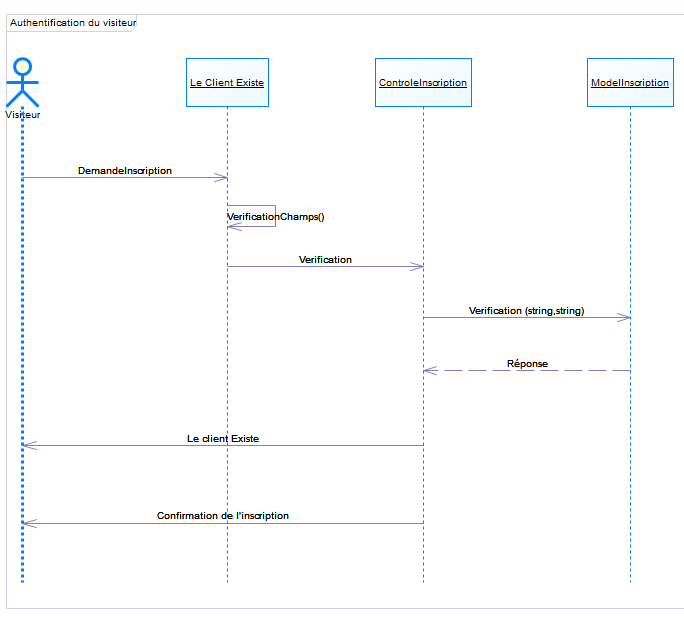 Authentification du visiteur
Le Client Existe
ControleInscription
ModelInscription
Visiteur
DemandeInscription
VerificationChamps()
Verification
Verification (string,string)
Réponse
Le client Existe
Confirmation de l'inscription